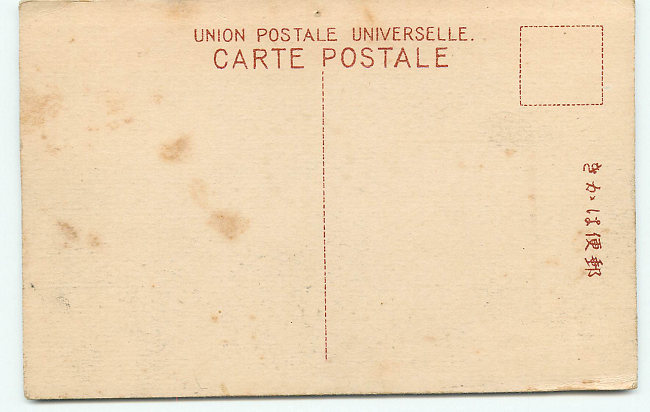 UNION POSTALE UNIVERSELLE.
CARTE POSTALE
郵便はかき